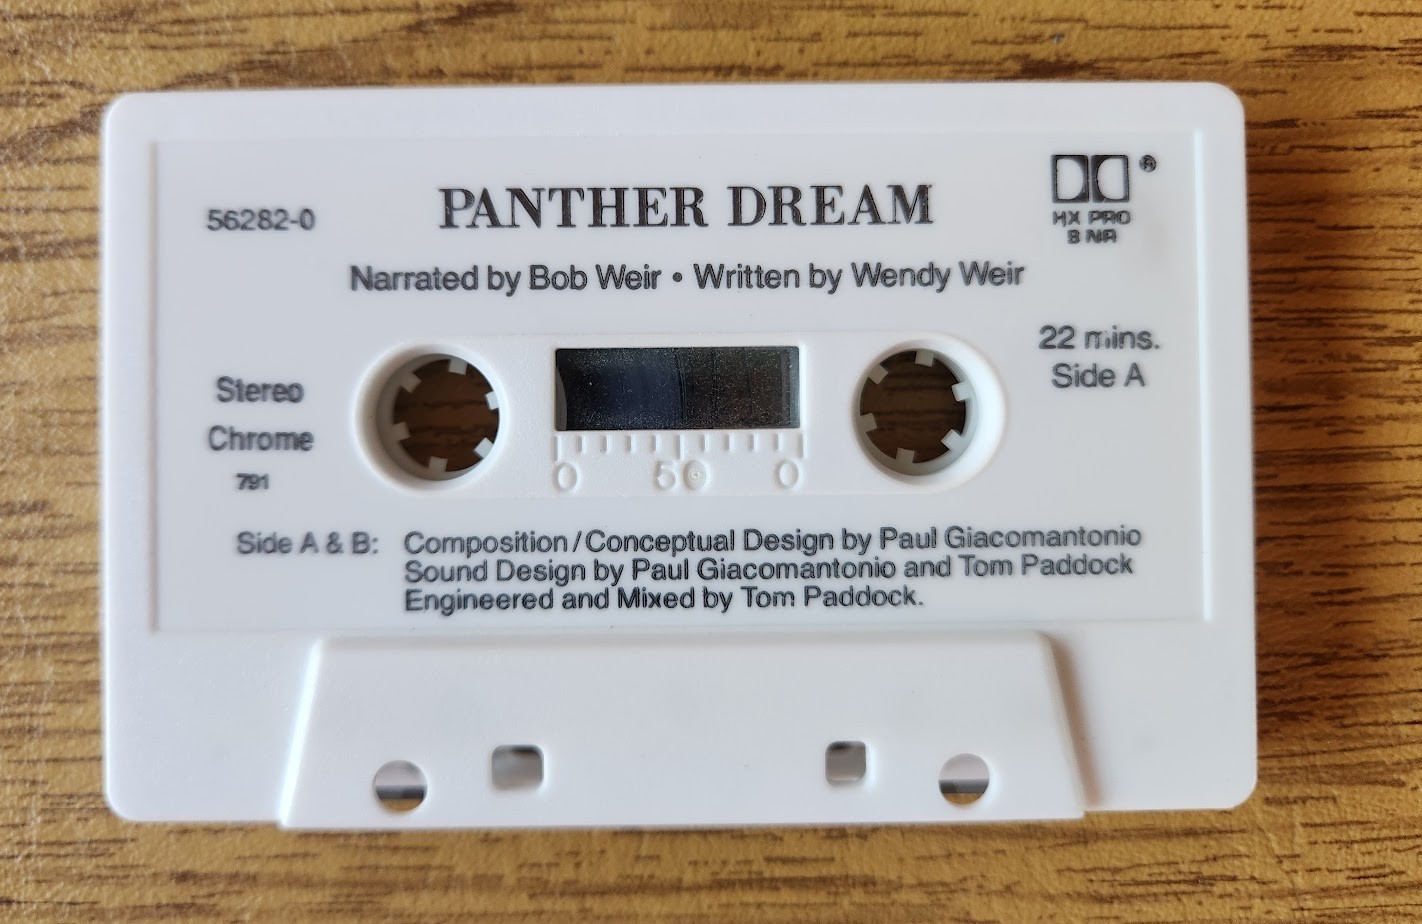 PANTHER DREAM
56282-0
®
HX PRO
B NR
Narrated by Bob Weir • Written by Wendy Weir
22 mins.
Side A
Stereo
Chrome
791
0 50 0
Side A & B: Composition/Conceptual Design by Paul Giacomantonio
Sound Design by Paul Giacomantonio and Tom Paddock
Engineered and Mixed by Tom Paddock.